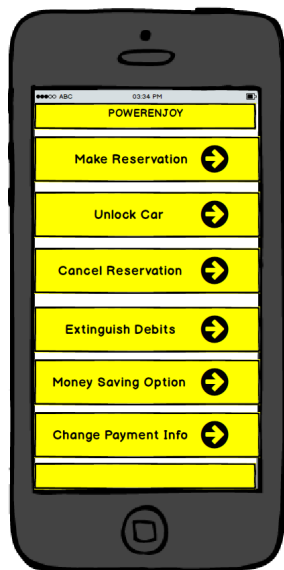 ABC 03:34 PM
POWERENJOY
Make Reservation
Unlock Car
Cancel Reservation
Extinguish Debits
Money Saving Option
Change Payment Info